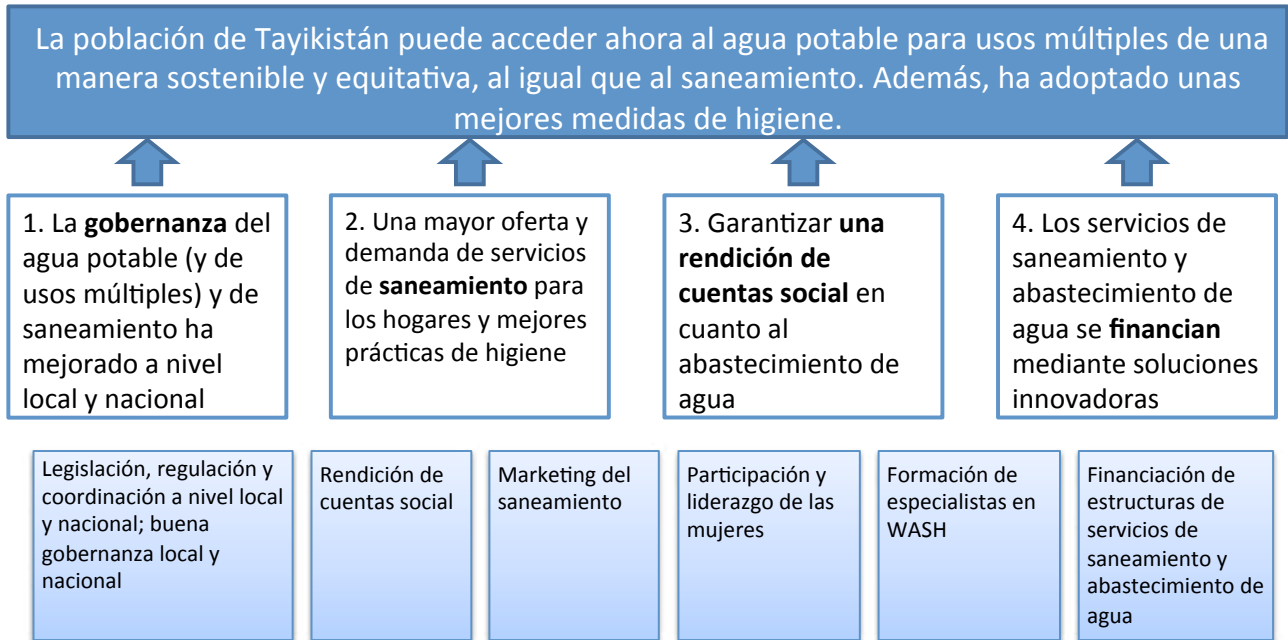 La población de Tayikistán puede acceder ahora al agua potable para usos múltiples de una
manera sostenible y equitativa, al igual que al saneamiento. Además, ha adoptado unas
mejores medidas de higiene.
1. La gobernanza del
agua potable (y de
usos múltiples) y de
saneamiento ha
mejorado a nivel
local y nacional
2. Una mayor oferta y
demanda de servicios
de saneamiento para
los hogares y mejores
prácticas de higiene
3. Garantizar una
rendición de
cuentas social en
cuanto al
abastecimiento de
agua
4. Los servicios de
saneamiento y
abastecimiento de
agua se financian
mediante soluciones
innovadoras
Legislación, regulación y
coordinación a nivel local
y nacional; buena
gobernanza local y
nacional
Rendición de
cuentas social
Marketing del
saneamiento
Participación y
liderazgo de las
mujeres
Formación de
especialistas en
WASH
Financiación de
estructuras de
servicios de
saneamiento y
abastecimiento de
agua